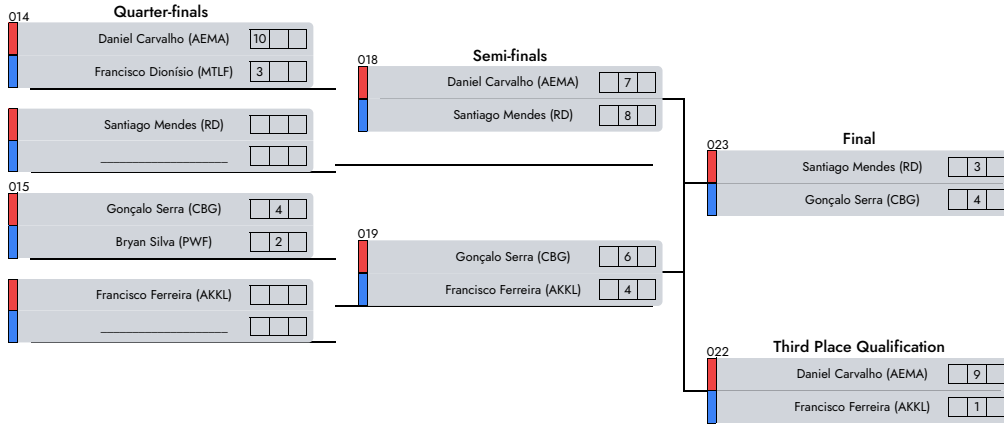 Quarter-finals
014
Daniel Carvalho (AEMA) 10
Francisco Dionísio (MTLF) 3
Santiago Mendes (RD)
____________________
015
Gonçalo Serra (CBG) 4
Bryan Silva (PWF) 2
Francisco Ferreira (AKKL)
____________________
Semi-finals
018
Daniel Carvalho (AEMA) 7
Santiago Mendes (RD) 8
019
Gonçalo Serra (CBG) 6
Francisco Ferreira (AKKL) 4
Final
023
Santiago Mendes (RD) 3
Gonçalo Serra (CBG) 4
Third Place Qualification
022
Daniel Carvalho (AEMA) 9
Francisco Ferreira (AKKL) 1